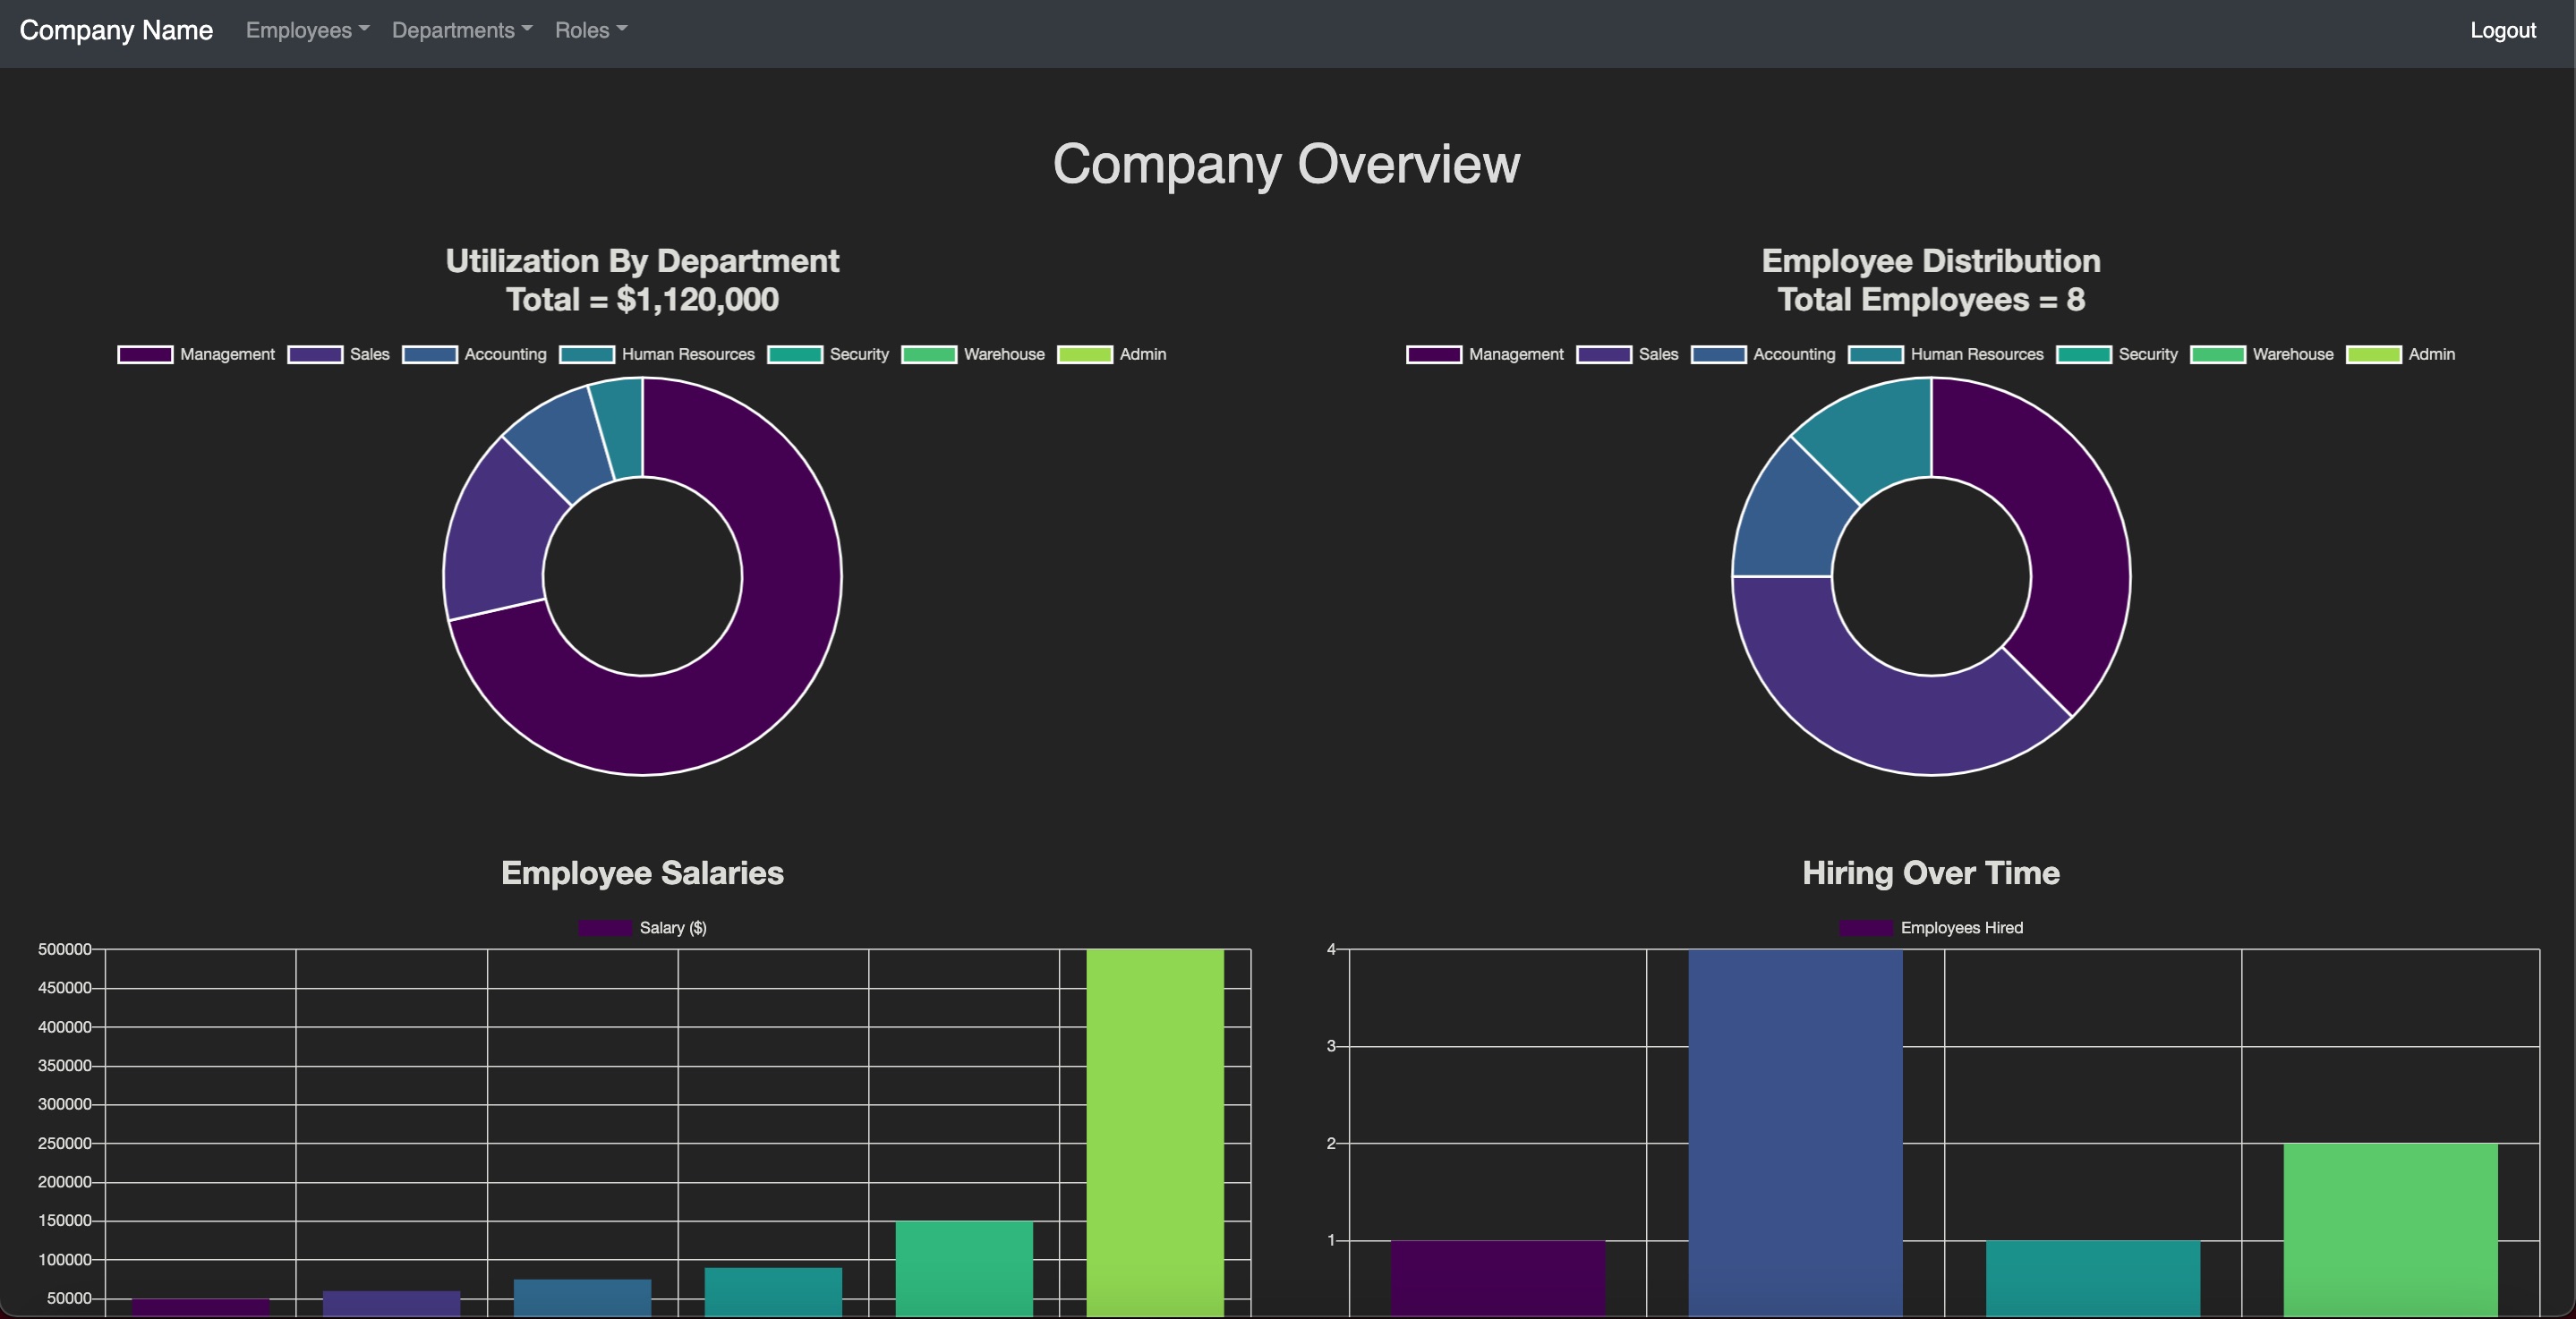 Company Name Employees Departments Roles Logout
Company Overview
Utilization By Department
Total = $1,120,000
Management Sales Accounting Human Resources Security Warehouse Admin
Employee Distribution
Total Employees = 8
Management Sales Accounting Human Resources Security Warehouse Admin
Employee Salaries
Salary ($)
500000
450000
400000
350000
300000
250000
200000
150000
100000
50000
Hiring Over Time
Employees Hired
4
3
2
1